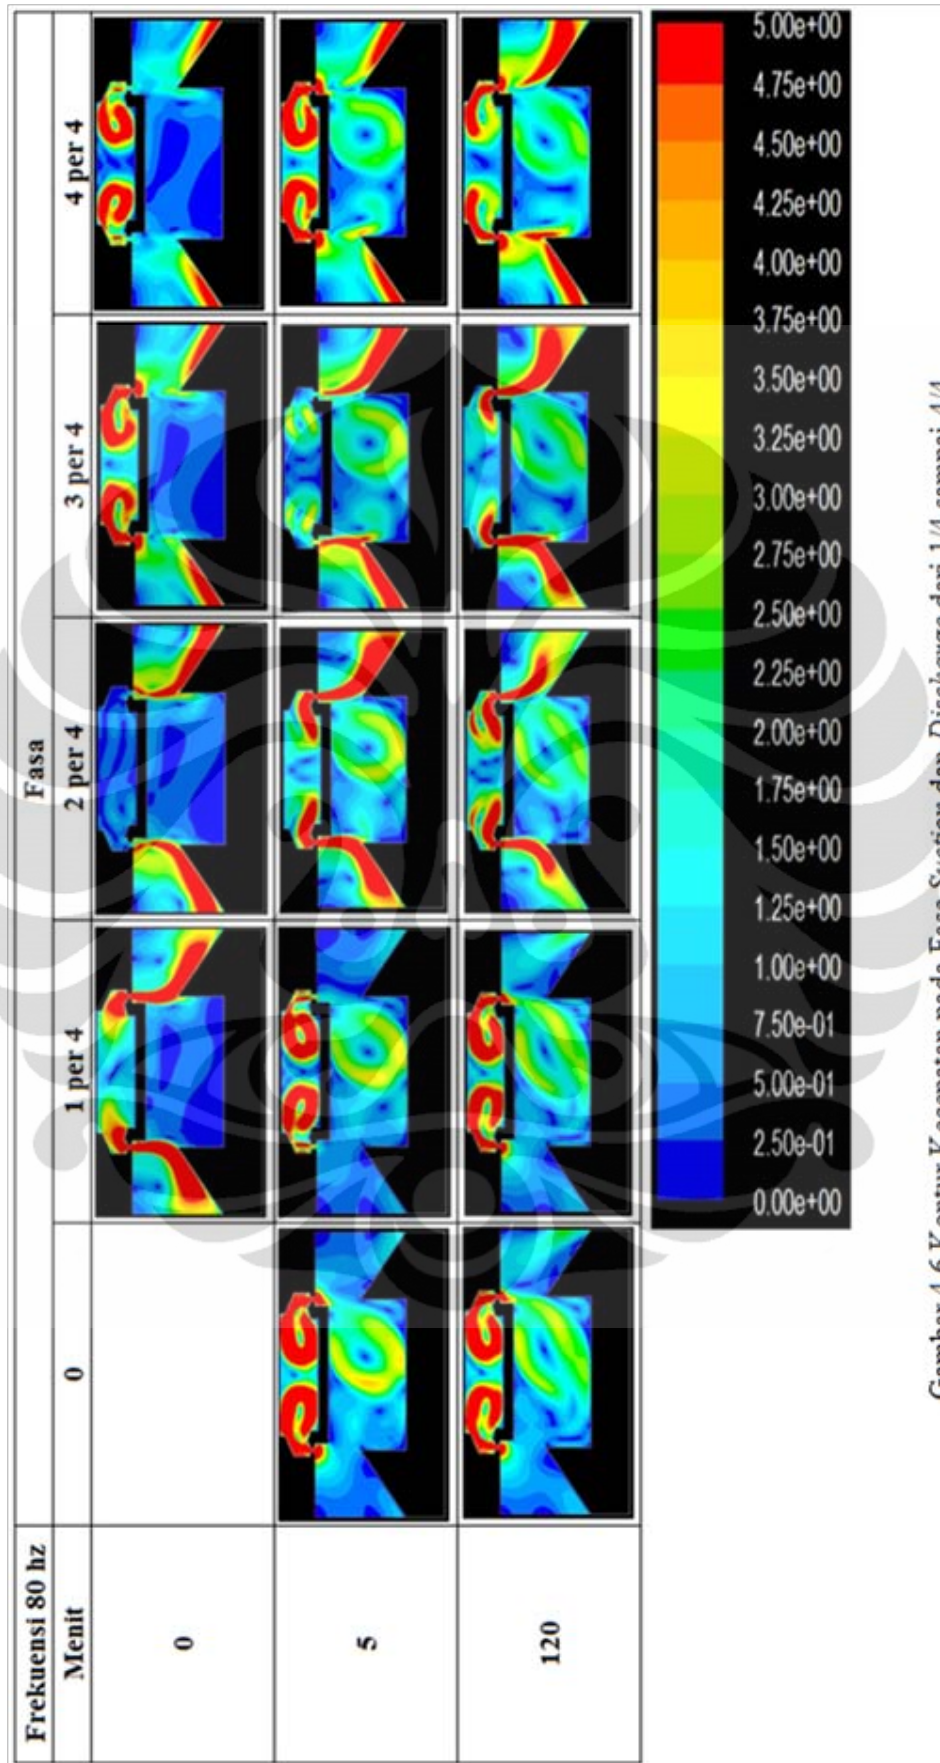 Frekuensi 80 hz
Fasa
Menit
0
1 per 4
2 per 4
3 per 4
4 per 4
0
5
120
5.00e+00
4.75e+00
4.50e+00
4.25e+00
4.00e+00
3.75e+00
3.50e+00
3.25e+00
3.00e+00
2.75e+00
2.50e+00
2.25e+00
2.00e+00
1.75e+00
1.50e+00
1.25e+00
1.00e+00
7.50e-01
5.00e-01
2.50e-01
0.00e+00
Gambar 4.6 Kontur Kecepatan pada Fasa Suction dan Discharge dari 1/4 sampai 4/4